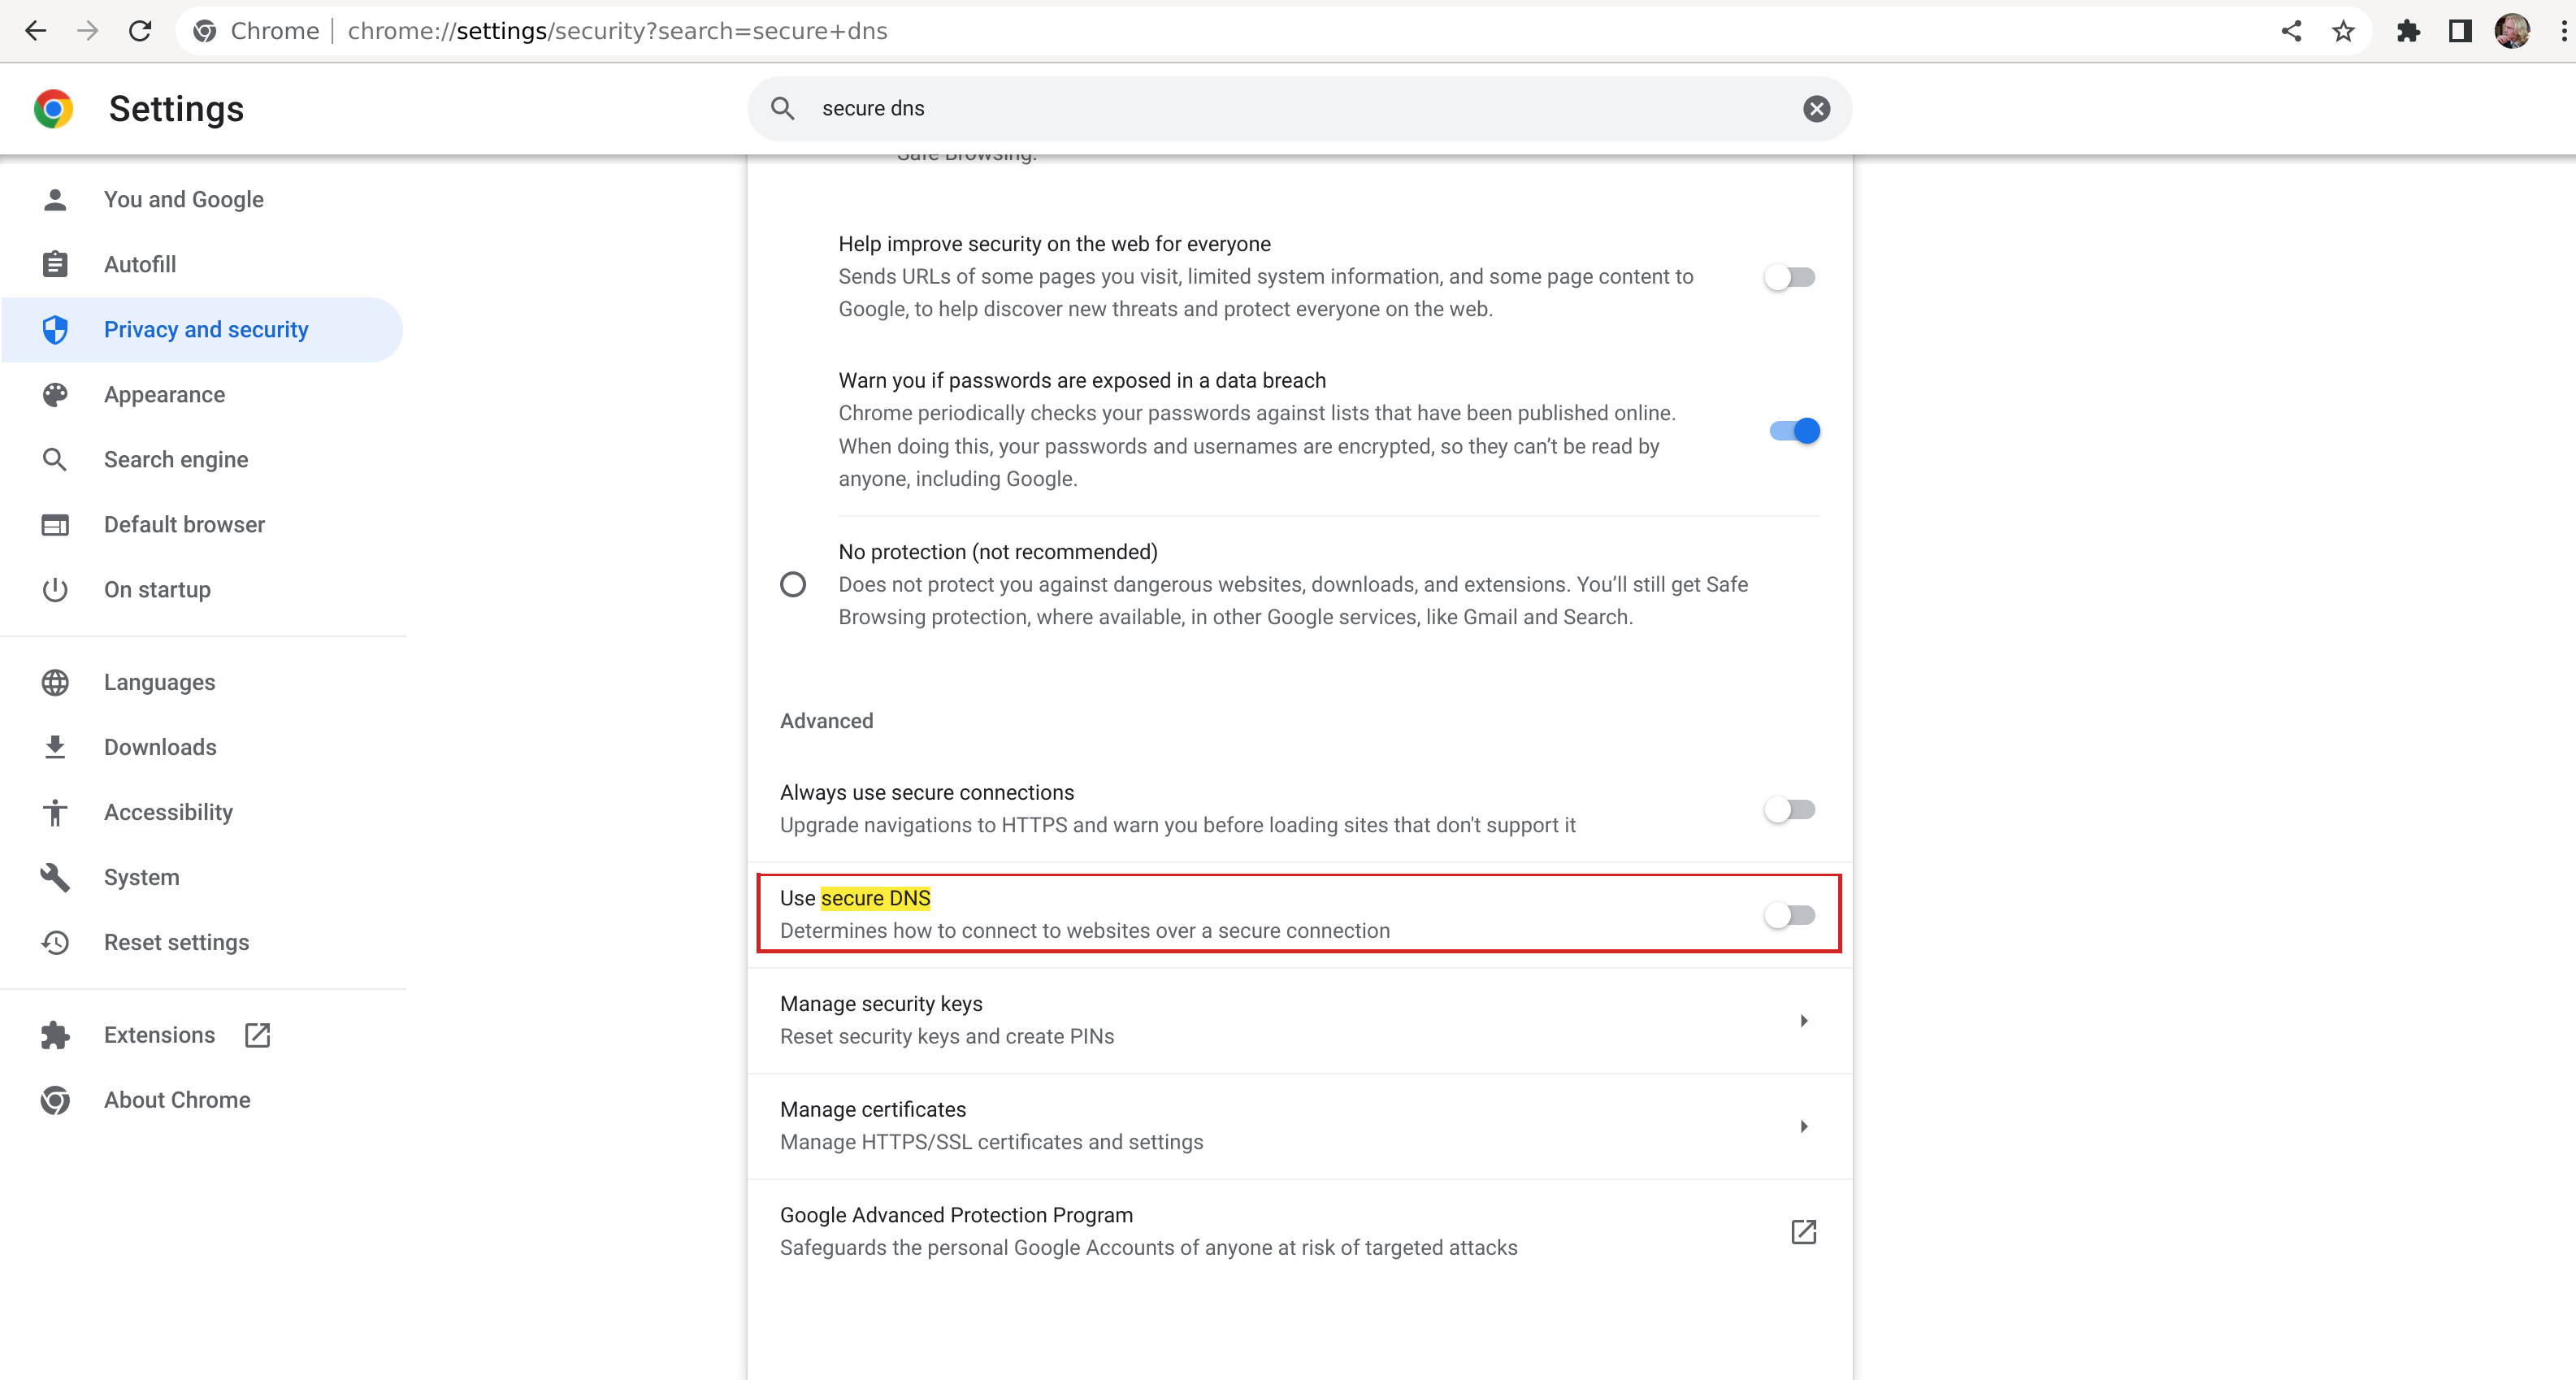 Chrome | chrome://settings/security?search=secure+dns
Settings
secure dns
You and Google
Autofill
Privacy and security
Appearance
Search engine
Default browser
On startup
Languages
Downloads
Accessibility
System
Reset settings
Extensions
About Chrome
Safe Browsing.
Help improve security on the web for everyone
Sends URLs of some pages you visit, limited system information, and some page content to
Google, to help discover new threats and protect everyone on the web.
Warn you if passwords are exposed in a data breach
Chrome periodically checks your passwords against lists that have been published online.
When doing this, your passwords and usernames are encrypted, so they can’t be read by
anyone, including Google.
No protection (not recommended)
Does not protect you against dangerous websites, downloads, and extensions. You’ll still get Safe
Browsing protection, where available, in other Google services, like Gmail and Search.
Advanced
Always use secure connections
Upgrade navigations to HTTPS and warn you before loading sites that don't support it
Use secure DNS
Determines how to connect to websites over a secure connection
Manage security keys
Reset security keys and create PINs
Manage certificates
Manage HTTPS/SSL certificates and settings
Google Advanced Protection Program
Safeguards the personal Google Accounts of anyone at risk of targeted attacks